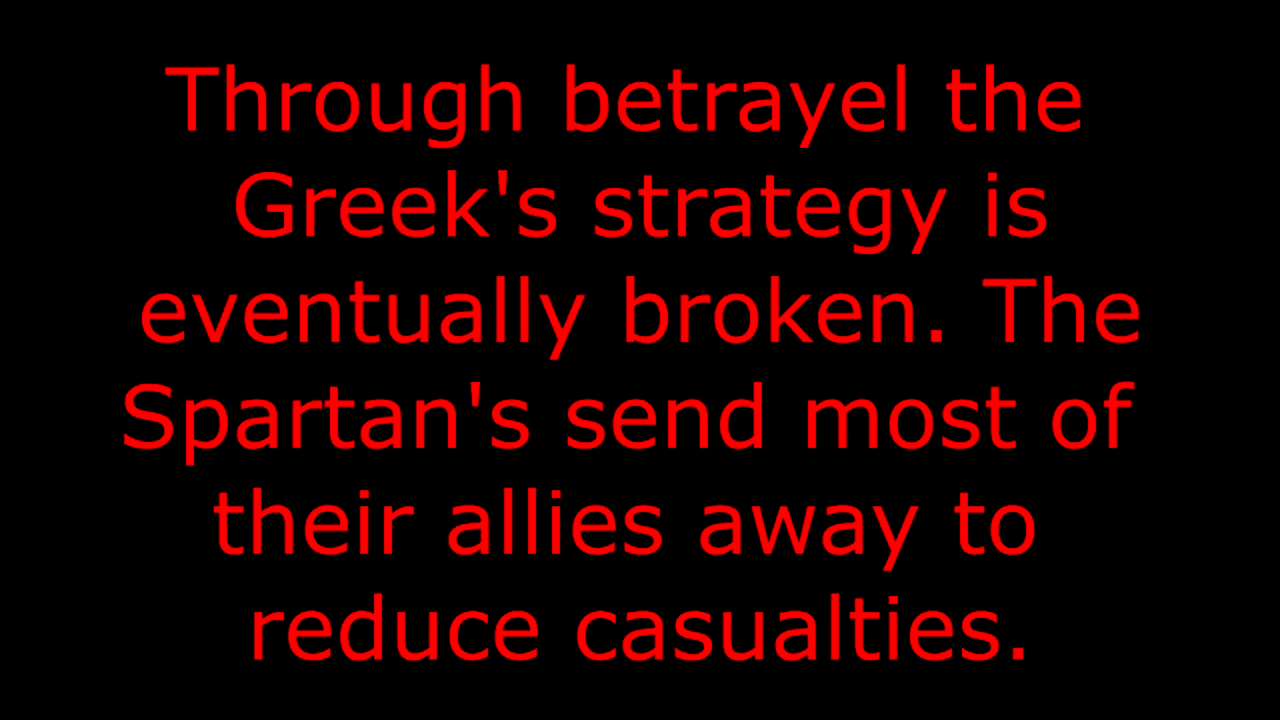 Through betrayel the
Greek's strategy is
eventually broken. The
Spartan's send most of
their allies away to
reduce casualties.